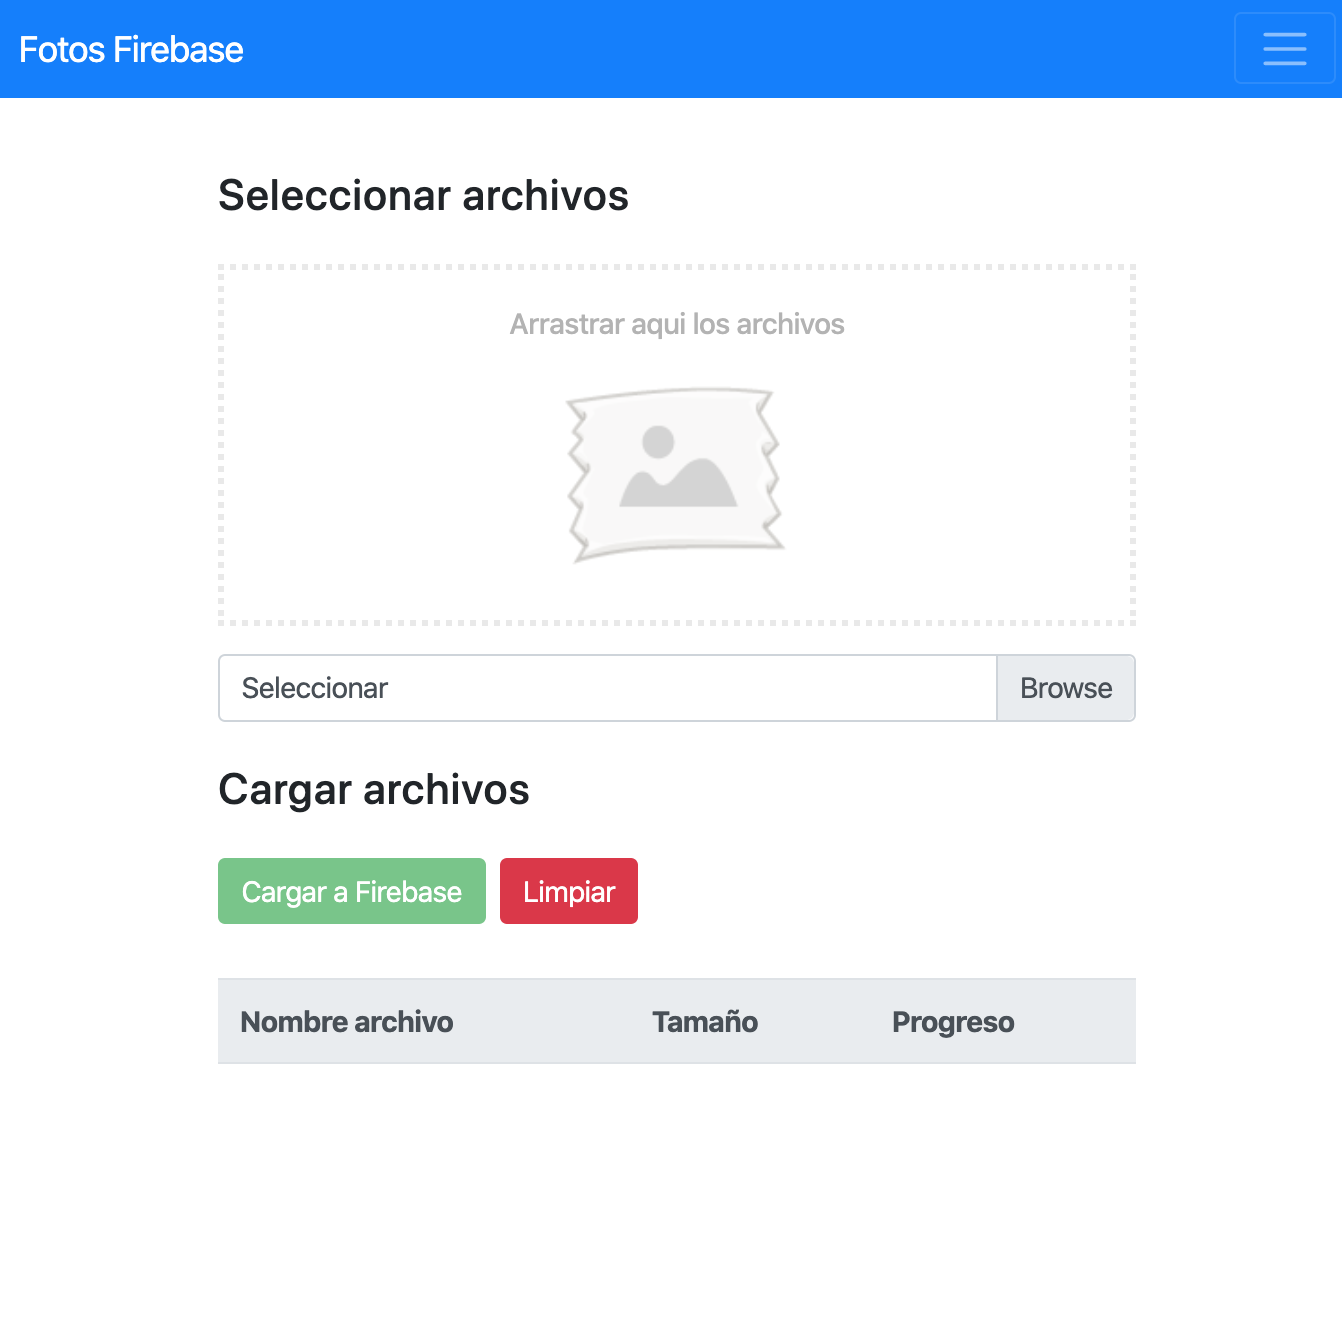 Fotos Firebase
Seleccionar archivos
Arrastrar aqui los archivos
Seleccionar Browse
Cargar archivos
Cargar a Firebase Limpiar
Nombre archivo Tamaño Progreso